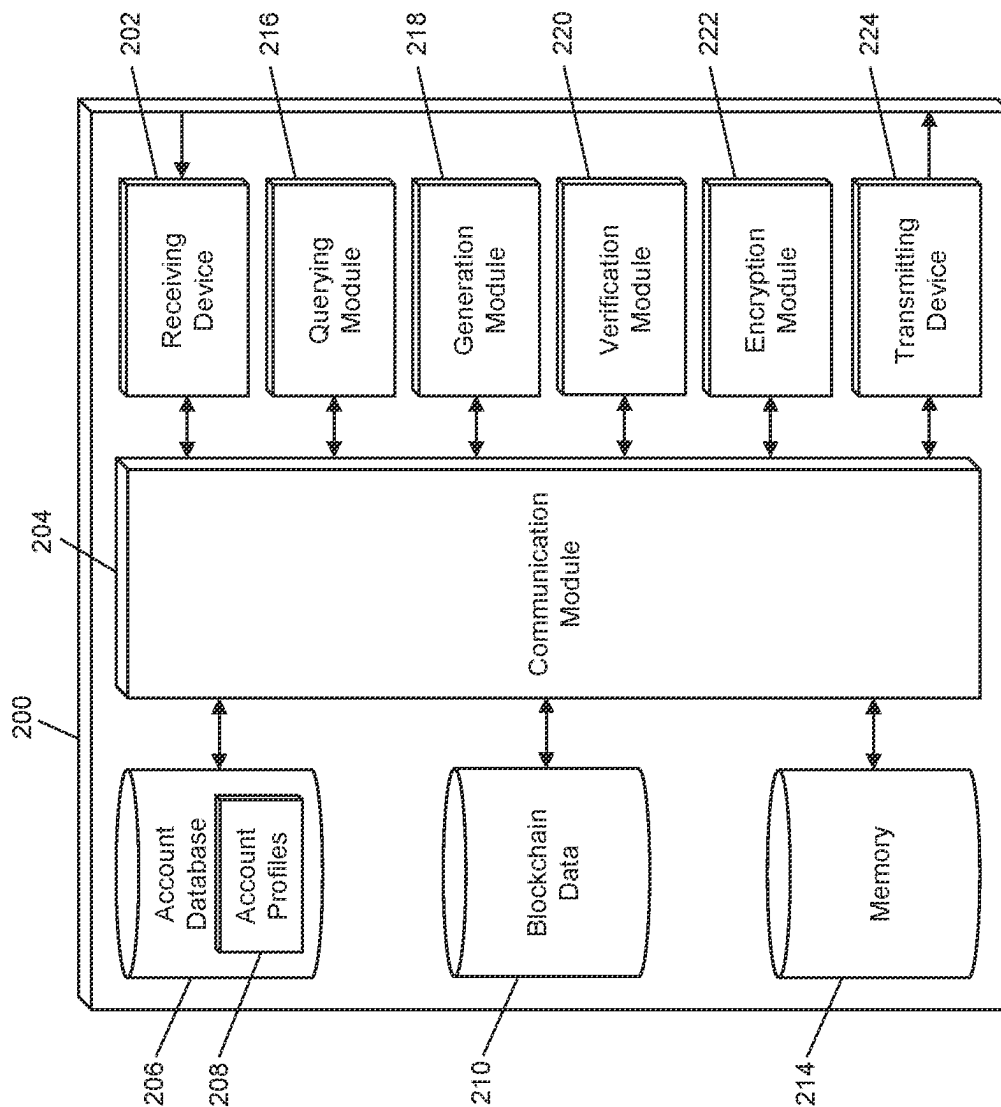 200
204
202
216
218
220
222
224
206
208
210
214
Account
Database
Account
Profiles
Blockchain
Data
Memory
Communication
Module
Receiving
Device
Querying
Module
Generation
Module
Verification
Module
Encryption
Module
Transmitting
Device